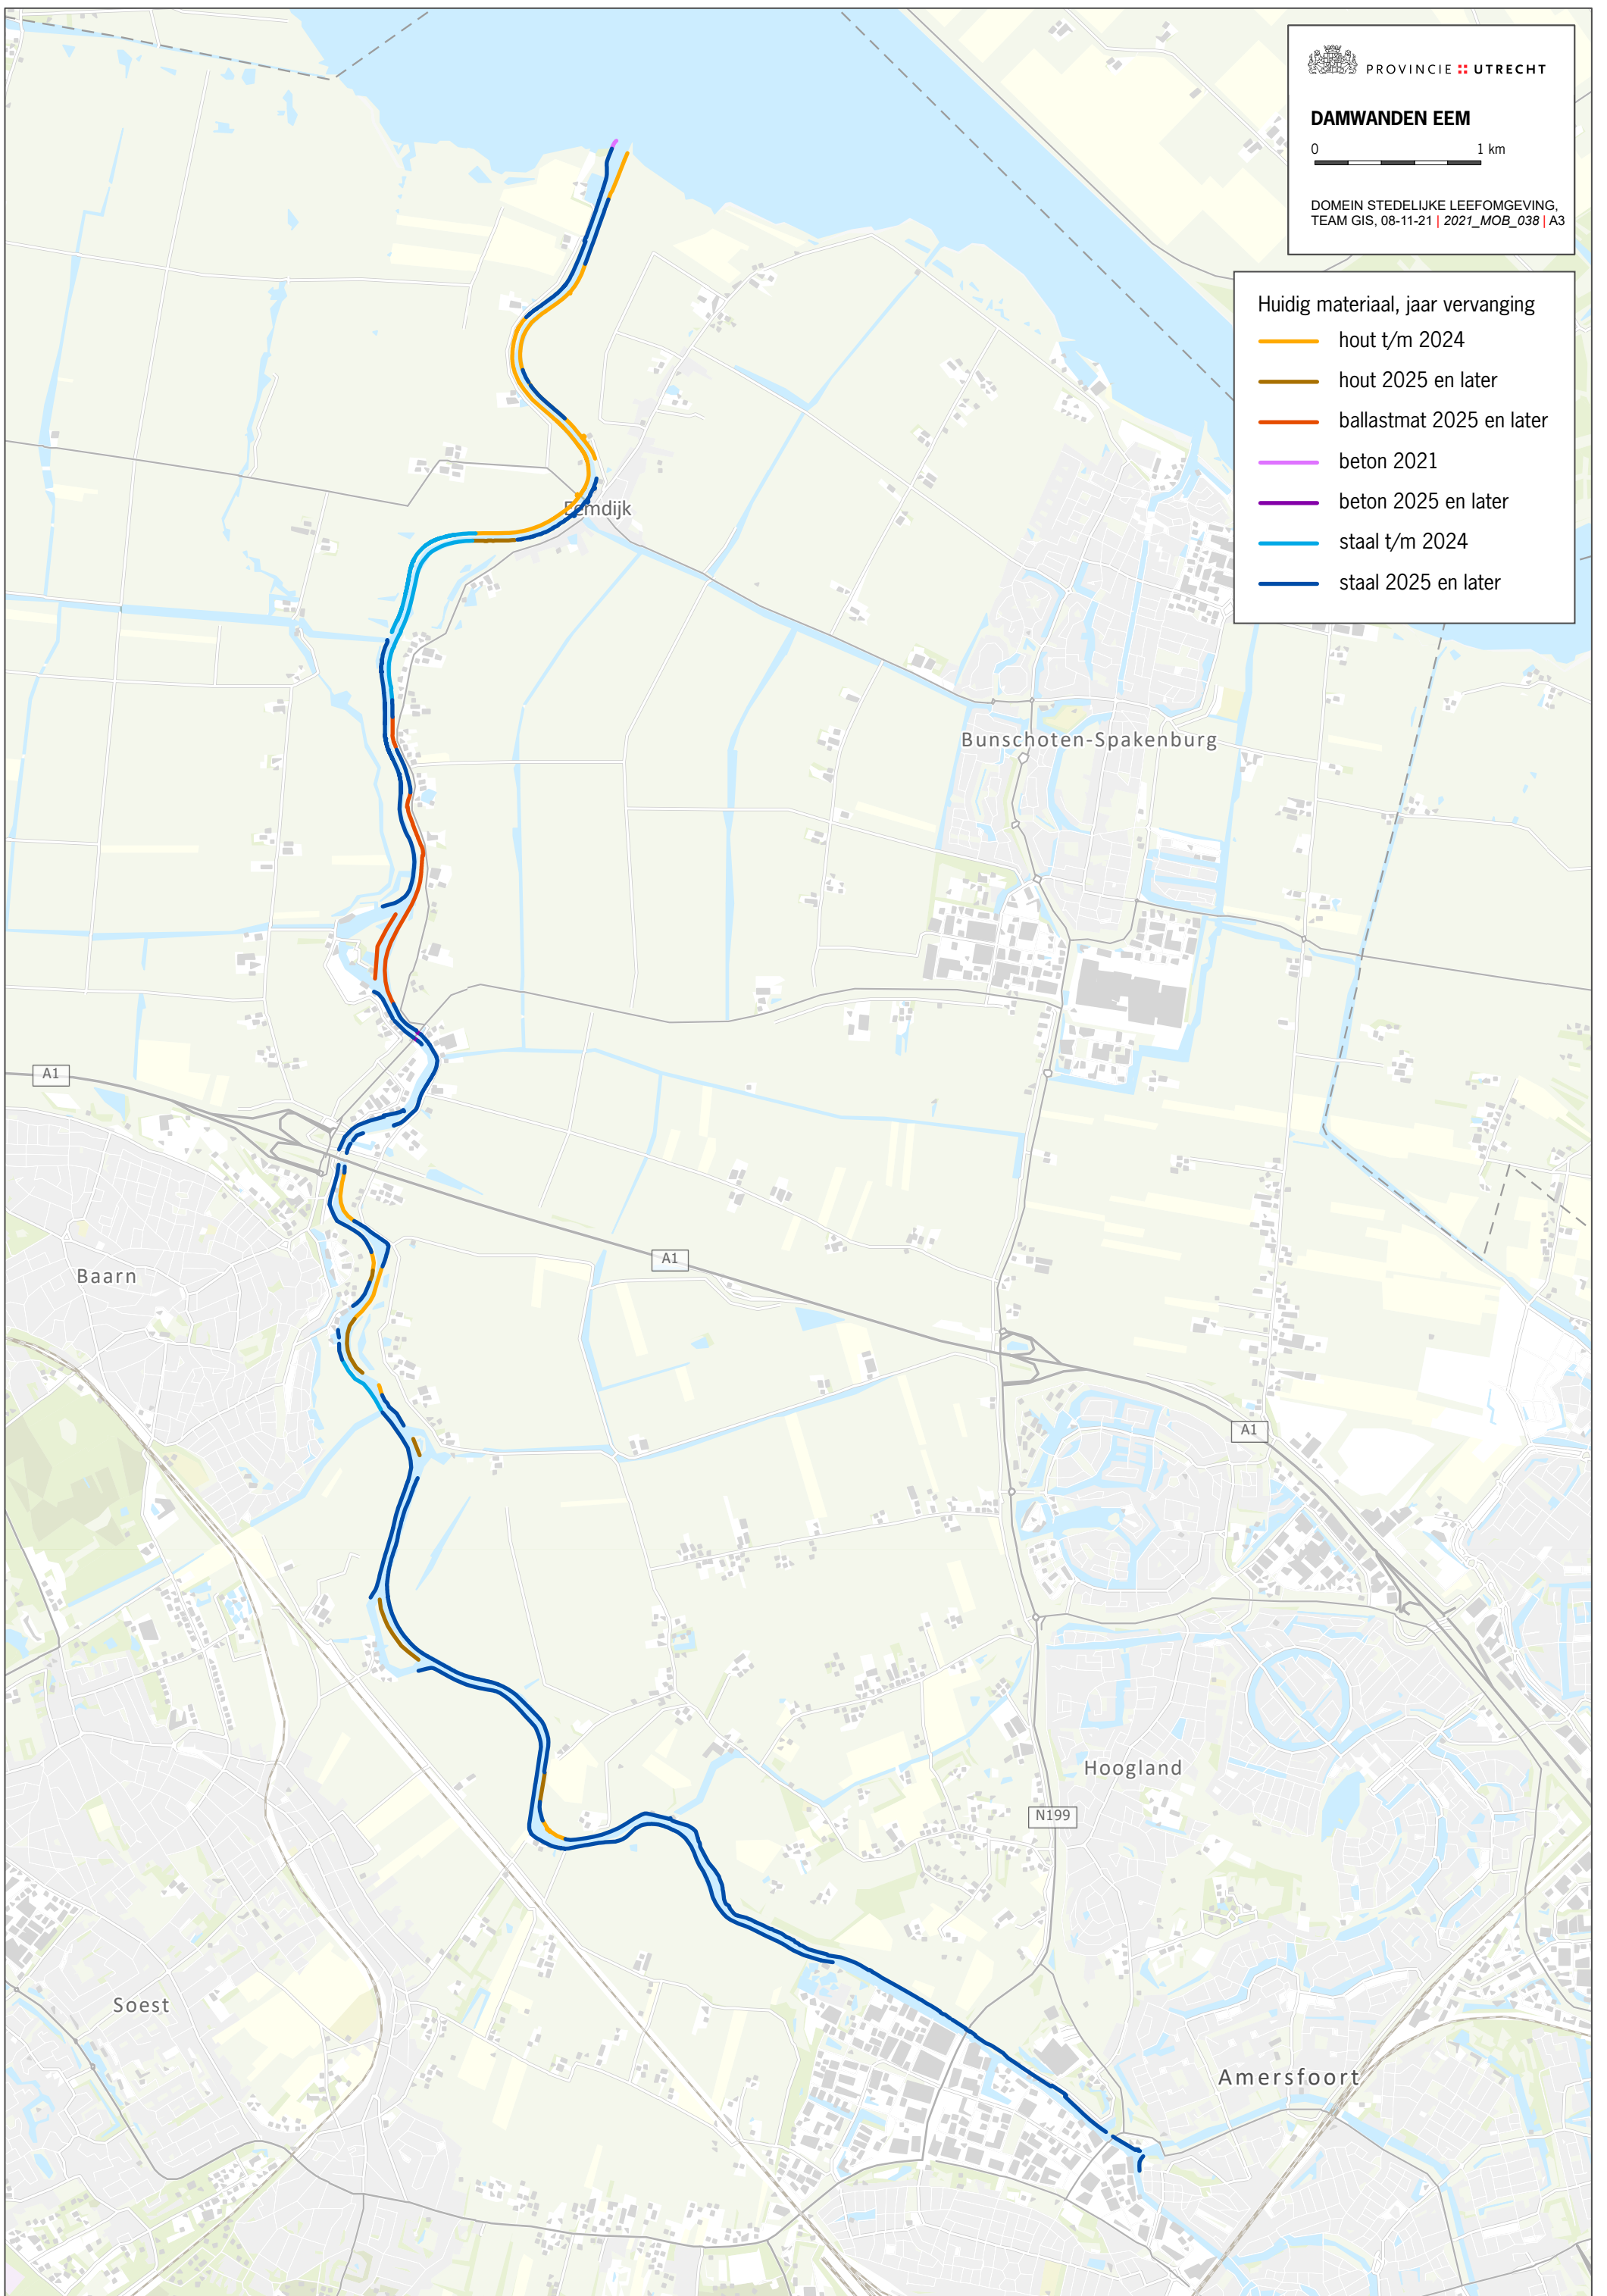 PROVINCIE UTRECHT
DAMWANDEN EEM
0 1 km
DOMEIN STEDELIJKE LEEFOMGEVING,
TEAM GIS, 08-11-21 | 2021_MOB_038 | A3
Huidig materiaal, jaar vervanging
hout t/m 2024
hout 2025 en later
ballastmat 2025 en later
beton 2021
beton 2025 en later
staal t/m 2024
staal 2025 en later
Eemdijk
Bunschoten-Spakenburg
A1
A1
Baarn
A1
Hoogland
N199
Soest
Amersfoort